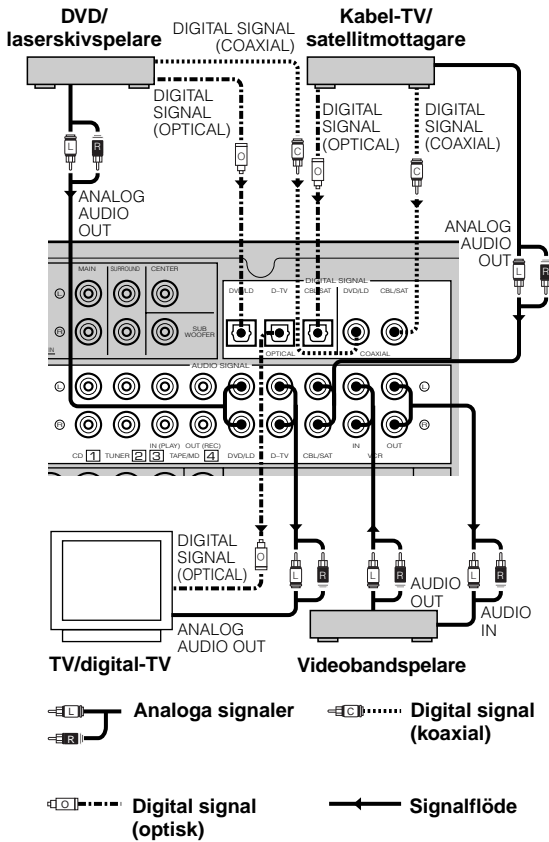 DVD/
laserskivspelare
DIGITAL SIGNAL
(COAXIAL)
Kabel-TV/
satellitmottagare
DIGITAL
SIGNAL
(OPTICAL)
DIGITAL
SIGNAL
(OPTICAL)
DIGITAL
SIGNAL
(COAXIAL)
O
C
O
C
L
R
ANALOG
AUDIO
OUT
ANALOG
AUDIO
OUT
L
R
MAIN
SURROUND
CENTER
DIGITAL SIGNAL
DVD/LD
D–TV
CBL/SAT
DVD/LD
CBL/SAT
L
R
SUB
WOOFER
IN
OPTICAL
COAXIAL
AUDIO SIGNAL
L
L
R
R
IN (PLAY)
OUT (REC)
IN
OUT
CD 1
TUNER 2
3 TAPE/MD 4
DVD/LD
D–TV
CBL/SAT
VCR
DIGITAL
SIGNAL
(OPTICAL)
O
L
R
L
R
L
R
ANALOG
AUDIO OUT
AUDIO
OUT
AUDIO
IN
TV/digital-TV
Videobandspelare
L
R
Analoga signaler
C
Digital signal
(koaxial)
O
Digital signal
(optisk)
Signalflöde